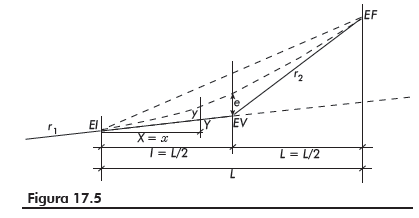 EF
r2
e
r1
EI
y
Y
EV
X = x
l = L/2
L = L/2
L
Figura 17.5